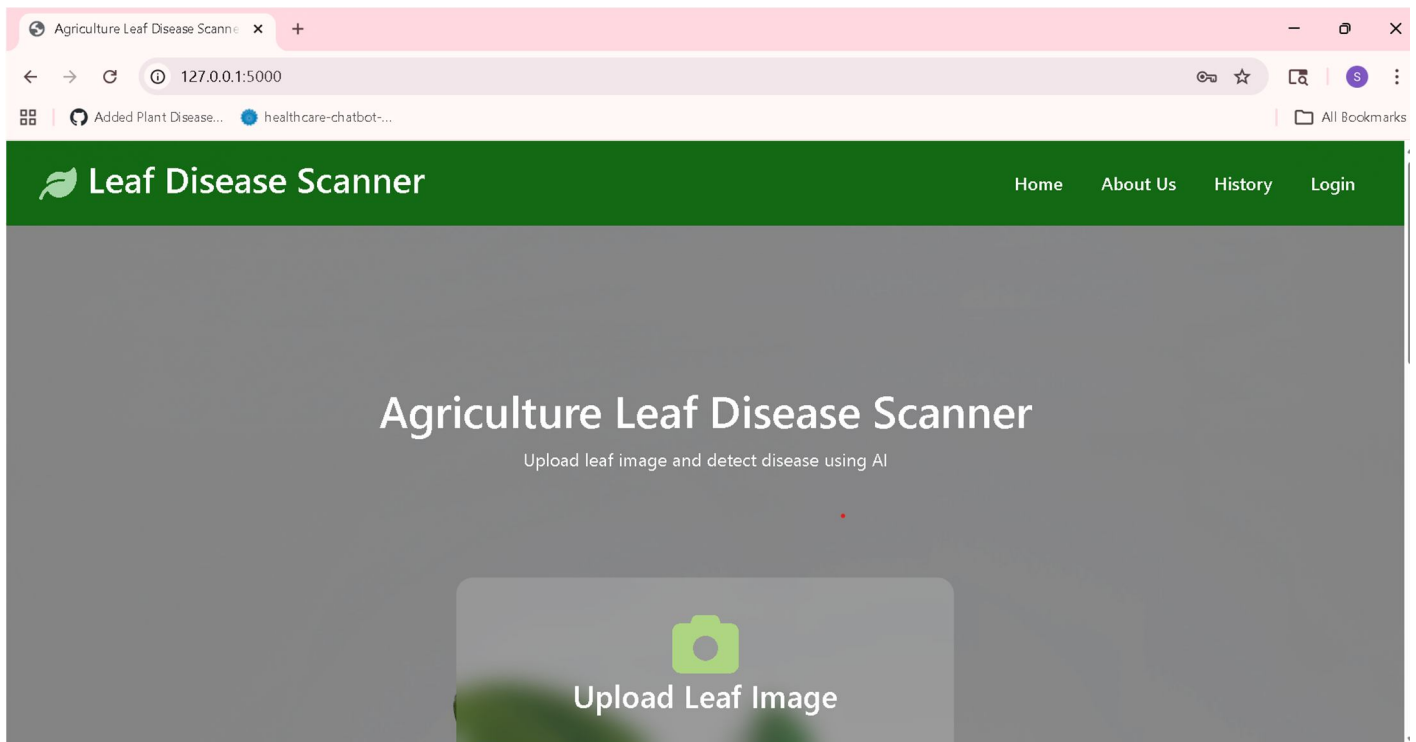 Agriculture Leaf Disease Scanne
127.0.0.1:5000
S
Added Plant Disease...
healthcare-chatbot-...
All Bookmarks
Leaf Disease Scanner
Home
About Us
History
Login
Agriculture Leaf Disease Scanner
Upload leaf image and detect disease using AI
Upload Leaf Image